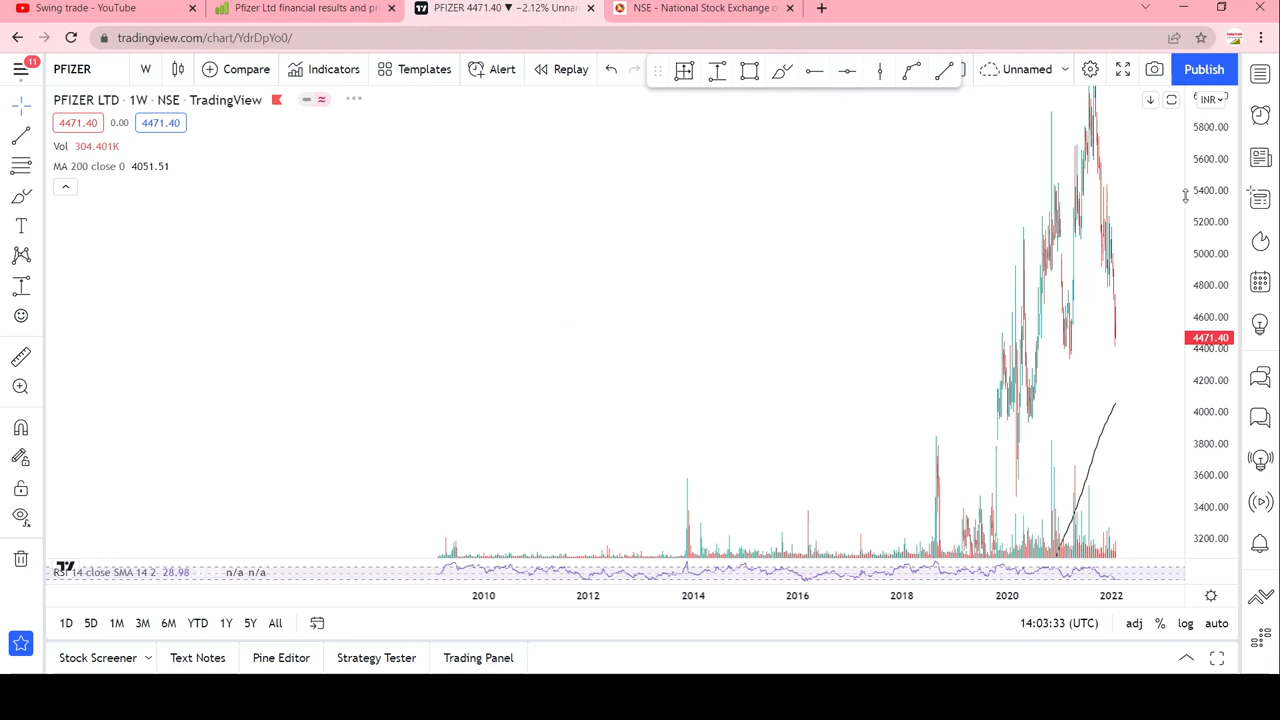 Swing trade - YouTube
Pfizer Ltd financial results and pr
PFIZER 4471.40 ▼ −2.12% Unnar
NSE - National Stock Exchange o
tradingview.com/chart/YdrDpYo0/
11
PFIZER W Compare Indicators Templates Alert Replay Unnamed Publish
PFIZER LTD · 1W · NSE · TradingView
INR
4471.40 0.00 4471.40
Vol 304.401K
MA 200 close 0 4051.51
5800.00
5600.00
5400.00
5200.00
5000.00
4800.00
4600.00
4471.40
4400.00
4200.00
4000.00
3800.00
3600.00
3400.00
3200.00
RSI 14 close SMA 14 2 28.98 n/a n/a
2010 2012 2014 2016 2018 2020 2022
1D 5D 1M 3M 6M YTD 1Y 5Y All 14:03:33 (UTC) adj % log auto
Stock Screener Text Notes Pine Editor Strategy Tester Trading Panel